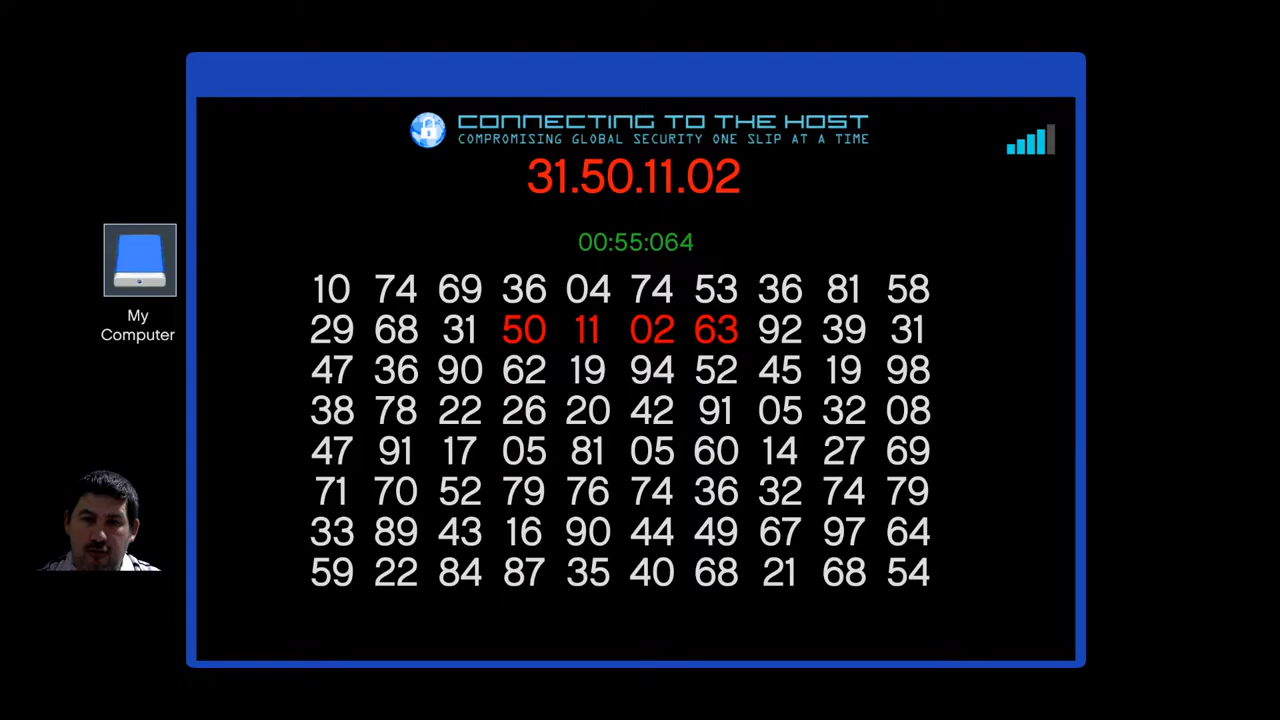 CONNECTING TO THE HOST
COMPROMISING GLOBAL SECURITY ONE SLIP AT A TIME
31.50.11.02
00:55:064
10 74 69 36 04 74 53 36 81 58
29 68 31 50 11 02 63 92 39 31
47 36 90 62 19 94 52 45 19 98
38 78 22 26 20 42 91 05 32 08
47 91 17 05 81 05 60 14 27 69
71 70 52 79 76 74 36 32 74 79
33 89 43 16 90 44 49 67 97 64
59 22 84 87 35 40 68 21 68 54
My
Computer